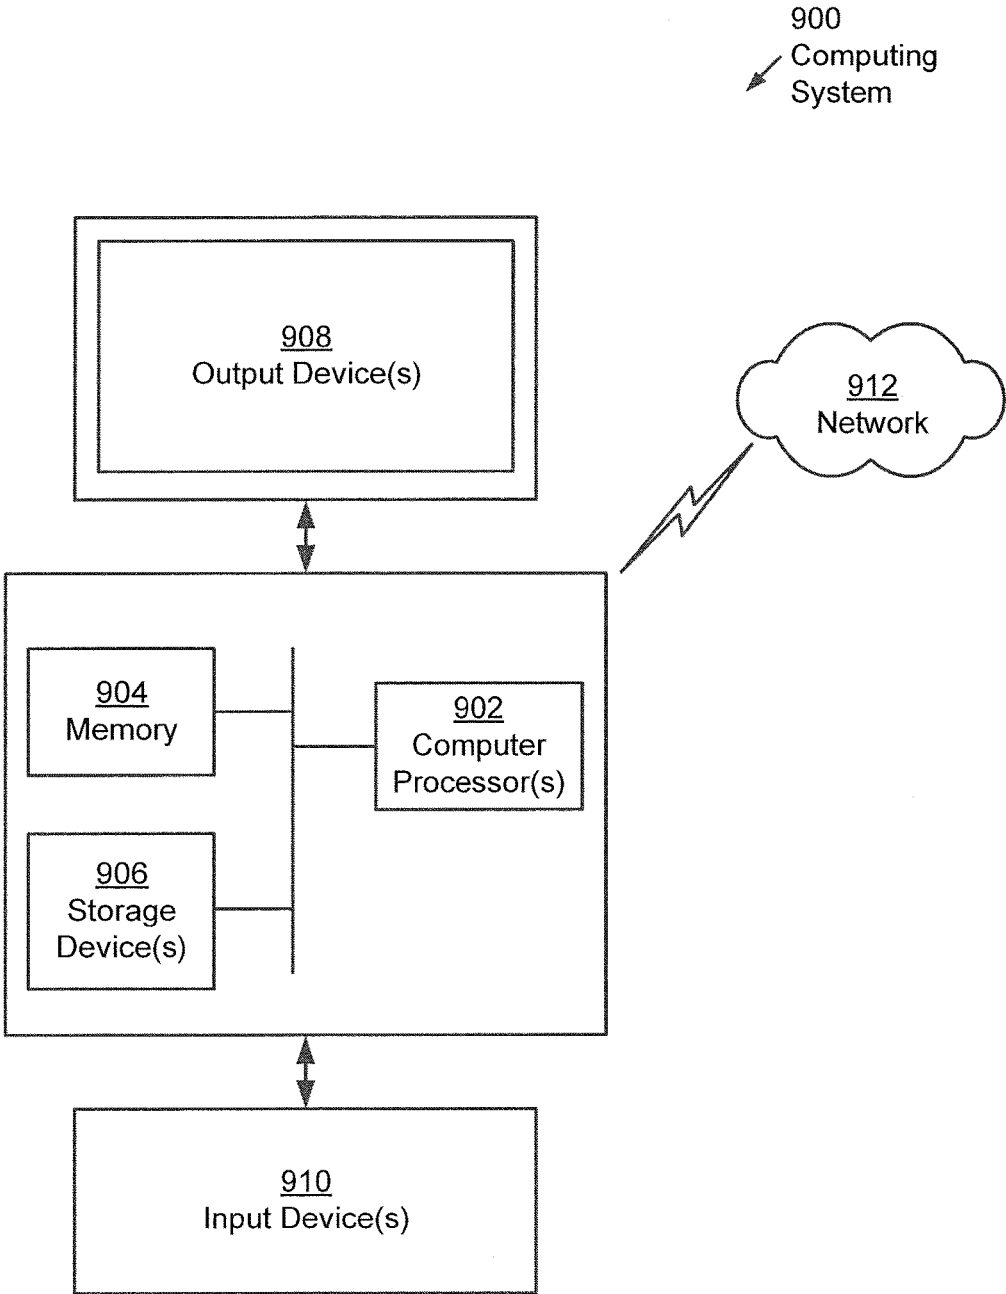 900
Computing
System
908
Output Device(s)
912
Network
904
Memory
902
Computer
Processor(s)
906
Storage
Device(s)
910
Input Device(s)